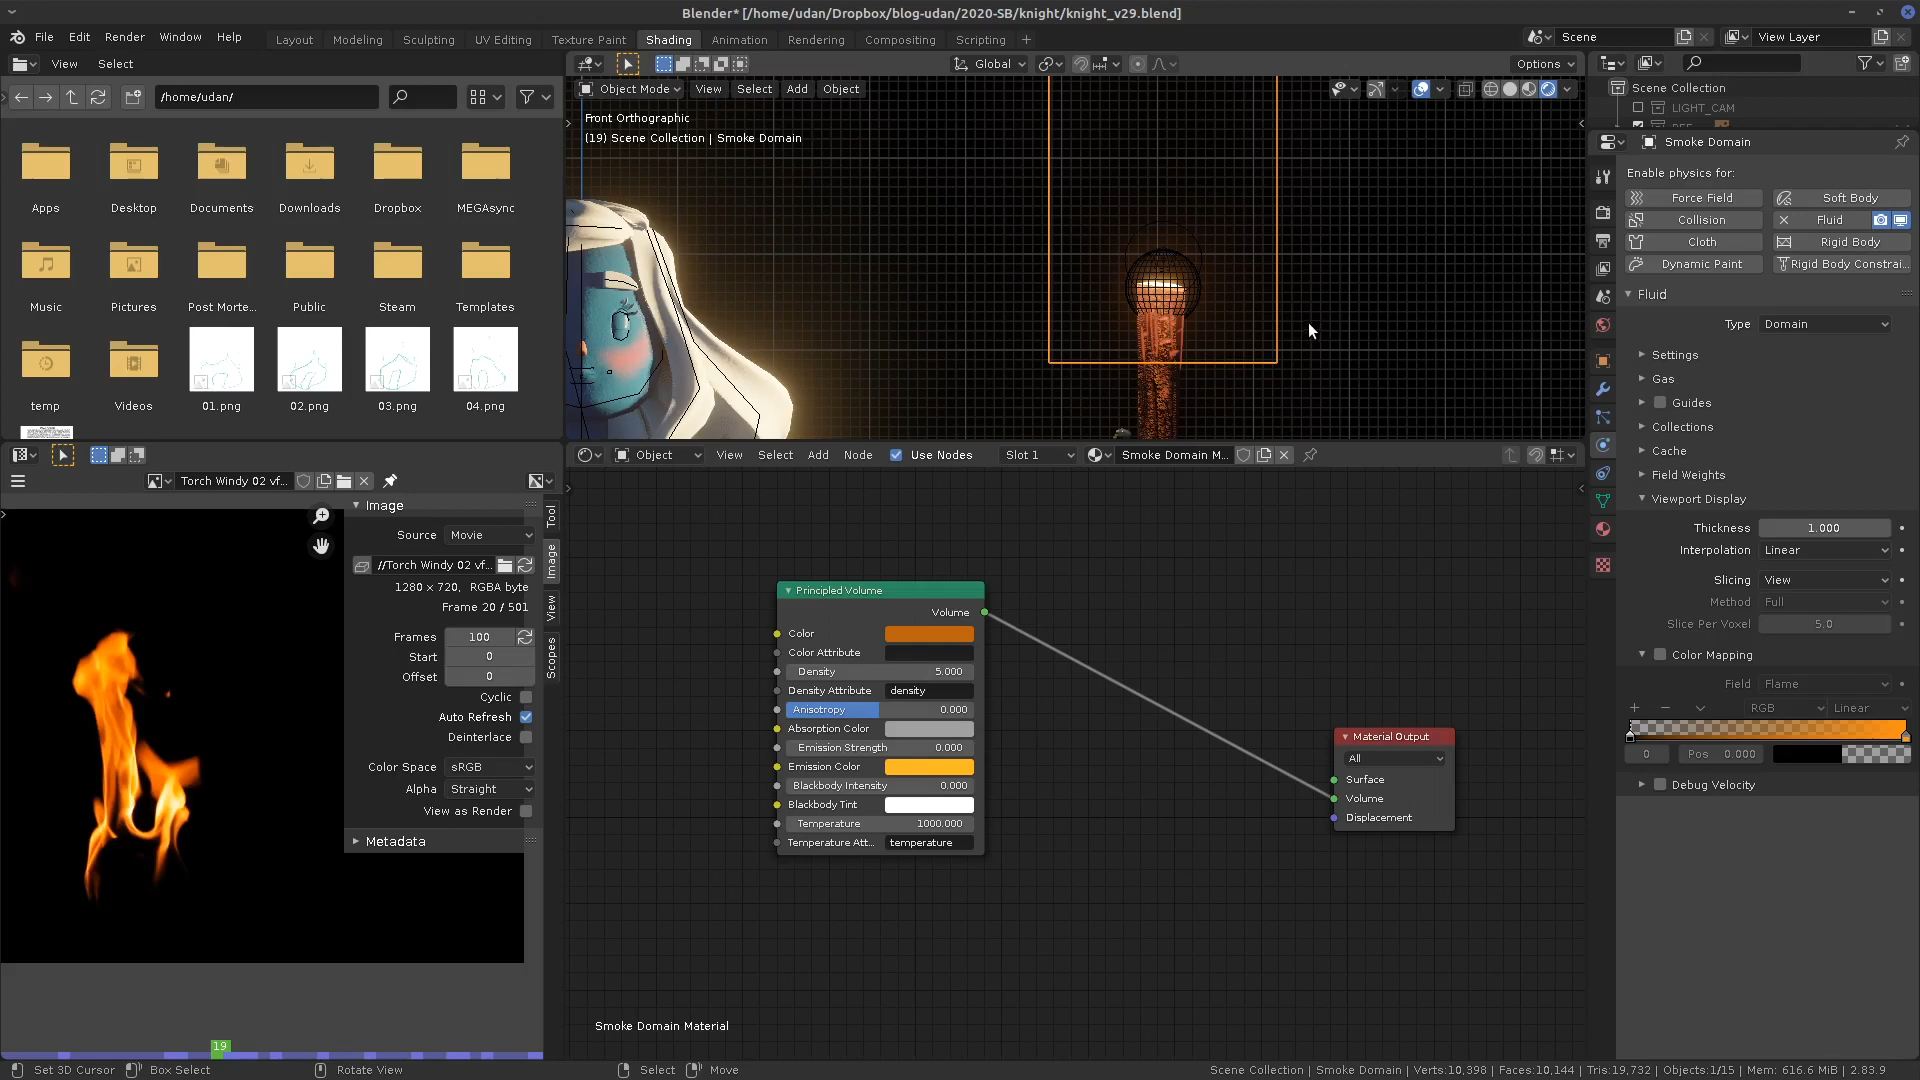 Blender* [/home/udan/Dropbox/blog-udan/2020-SB/knight/knight_v29.blend]
File Edit Render Window Help
Layout Modeling Sculpting UV Editing Texture Paint Shading Animation Rendering Compositing Scripting +
Scene
View Layer
View Select
/home/udan/
Apps Desktop Documents Downloads Dropbox MEGAsync
Music Pictures Post Morte... Public Steam Templates
temp Videos 01.png 02.png 03.png 04.png
Global
Options
Object Mode View Select Add Object
Front Orthographic
(19) Scene Collection | Smoke Domain
Scene Collection
LIGHT_CAM
Smoke Domain
Enable physics for:
Force Field Soft Body
Collision Fluid
Cloth Rigid Body
Dynamic Paint Rigid Body Constrai...
Fluid
Type Domain
Settings
Gas
Guides
Collections
Cache
Field Weights
Viewport Display
Thickness 1.000
Interpolation Linear
Slicing View
Method Full
Slice Per Voxel 5.0
Color Mapping
Field Flame
RGB Linear
0 Pos 0.000
Debug Velocity
Torch Windy 02 vf...
Image
Source Movie
//Torch Windy 02 vf...
1280 × 720, RGBA byte
Frame 20 / 501
Frames 100
Start 0
Offset 0
Cyclic
Auto Refresh
Deinterlace
Color Space sRGB
Alpha Straight
View as Render
Metadata
Tool
Image
View
Scopes
19
Object View Select Add Node Use Nodes Slot 1 Smoke Domain M...
Principled Volume
Volume
Color
Color Attribute
Density 5.000
Density Attribute density
Anisotropy 0.000
Absorption Color
Emission Strength 0.000
Emission Color
Blackbody Intensity 0.000
Blackbody Tint
Temperature 1000.000
Temperature Att... temperature
Material Output
All
Surface
Volume
Displacement
Smoke Domain Material
Set 3D Cursor Box Select Rotate View Select Move
Scene Collection | Smoke Domain | Verts:10,398 | Faces:10,144 | Tris:19,732 | Objects:1/15 | Mem: 616.6 MiB | 2.83.9